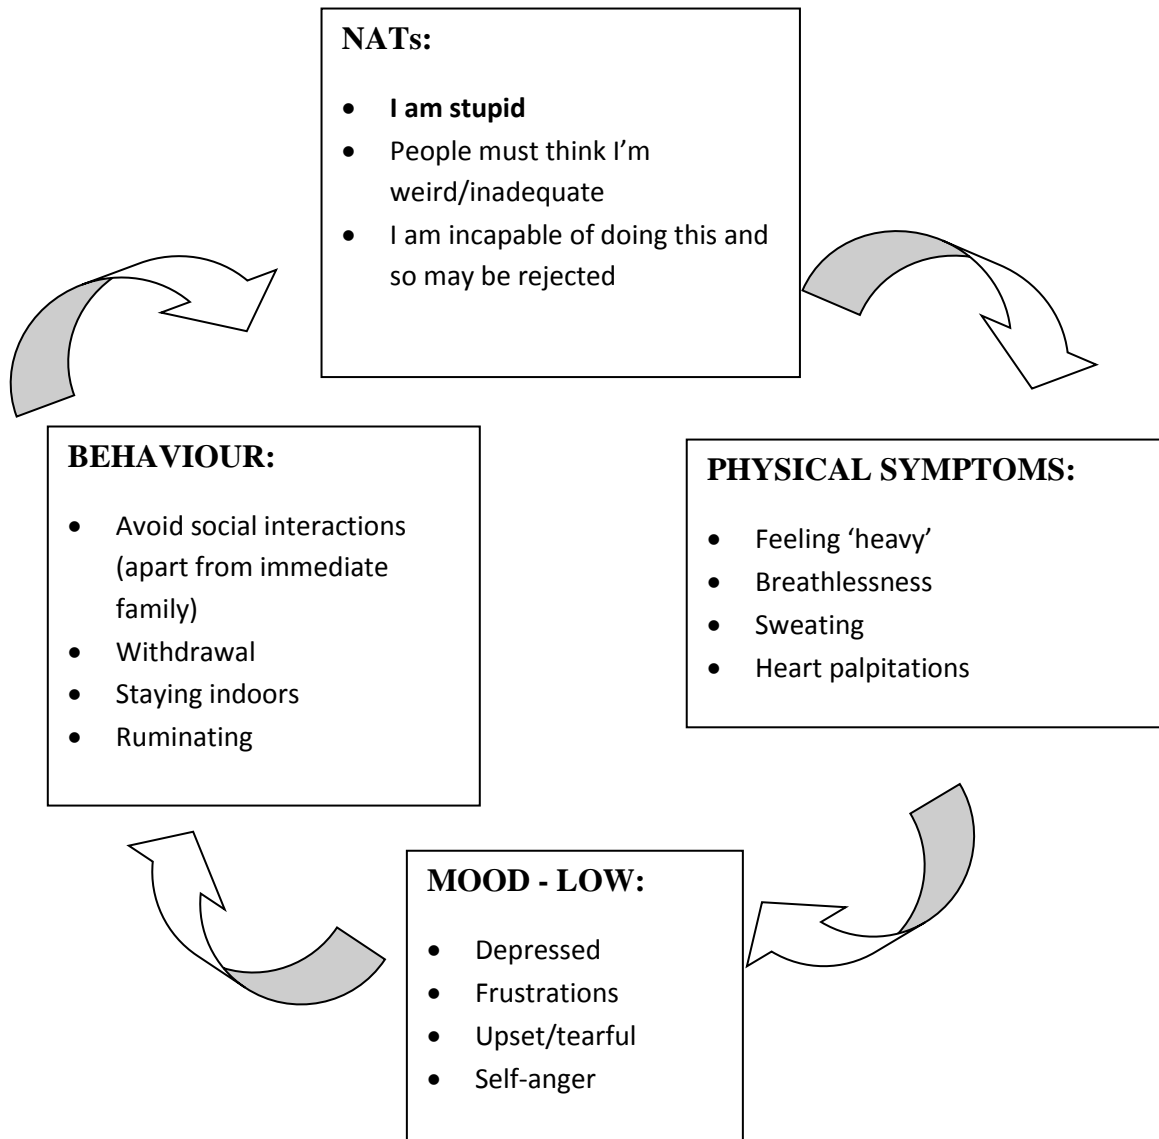 NATs:
• I am stupid
• People must think I’m
weird/inadequate
• I am incapable of doing this and
so may be rejected
BEHAVIOUR:
• Avoid social interactions
(apart from immediate
family)
• Withdrawal
• Staying indoors
• Ruminating
PHYSICAL SYMPTOMS:
• Feeling ‘heavy’
• Breathlessness
• Sweating
• Heart palpitations
MOOD - LOW:
• Depressed
• Frustrations
• Upset/tearful
• Self-anger